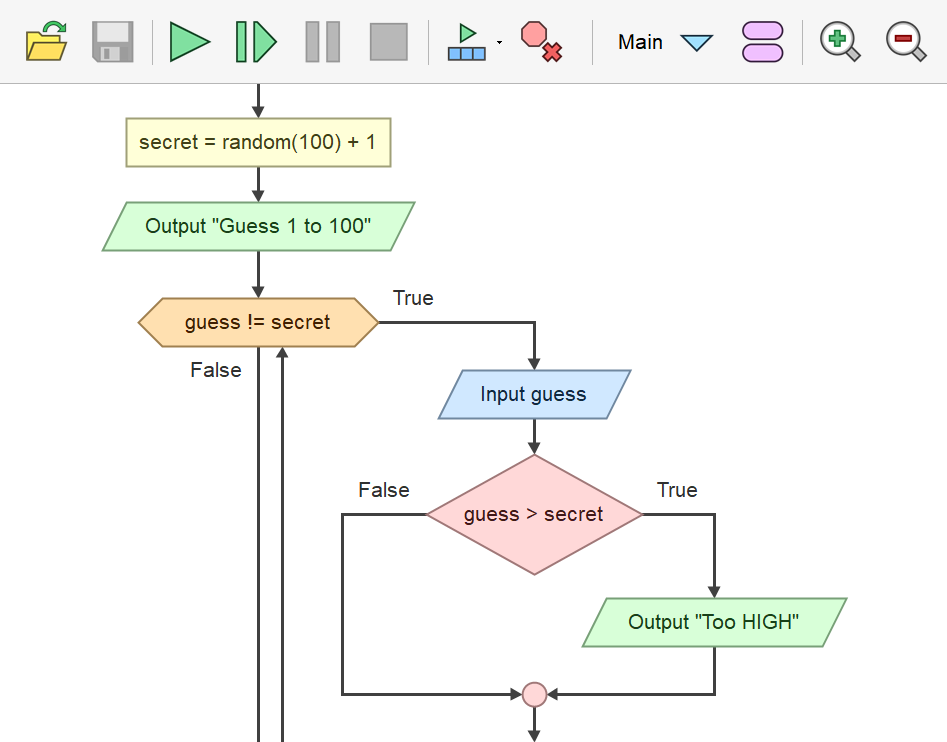 Main
secret = random(100) + 1
Output "Guess 1 to 100"
guess != secret
True
False
Input guess
guess > secret
False
True
Output "Too HIGH"